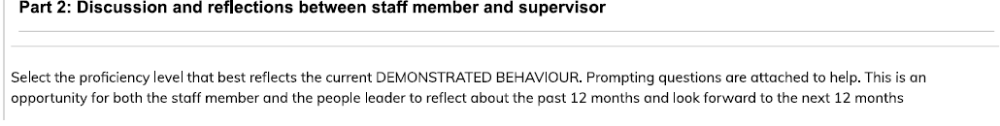 Part 2: Discussion and reflections between staff member and supervisor
Select the proficiency level that best reflects the current DEMONSTRATED BEHAVIOUR. Prompting questions are attached to help. This is an
opportunity for both the staff member and the people leader to reflect about the past 12 months and look forward to the next 12 months